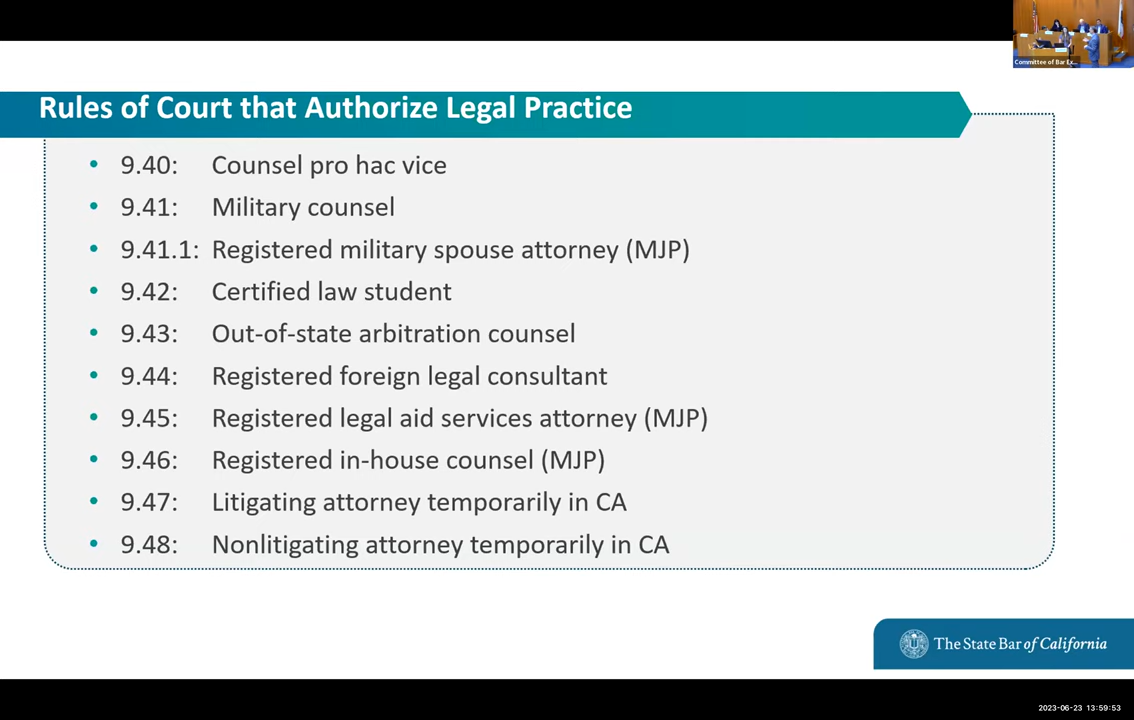 Committee of Bar Ex...
Rules of Court that Authorize Legal Practice
• 9.40: Counsel pro hac vice
• 9.41: Military counsel
• 9.41.1: Registered military spouse attorney (MJP)
• 9.42: Certified law student
• 9.43: Out-of-state arbitration counsel
• 9.44: Registered foreign legal consultant
• 9.45: Registered legal aid services attorney (MJP)
• 9.46: Registered in-house counsel (MJP)
• 9.47: Litigating attorney temporarily in CA
• 9.48: Nonlitigating attorney temporarily in CA
The State Bar of California
2023-06-23 13:59:53